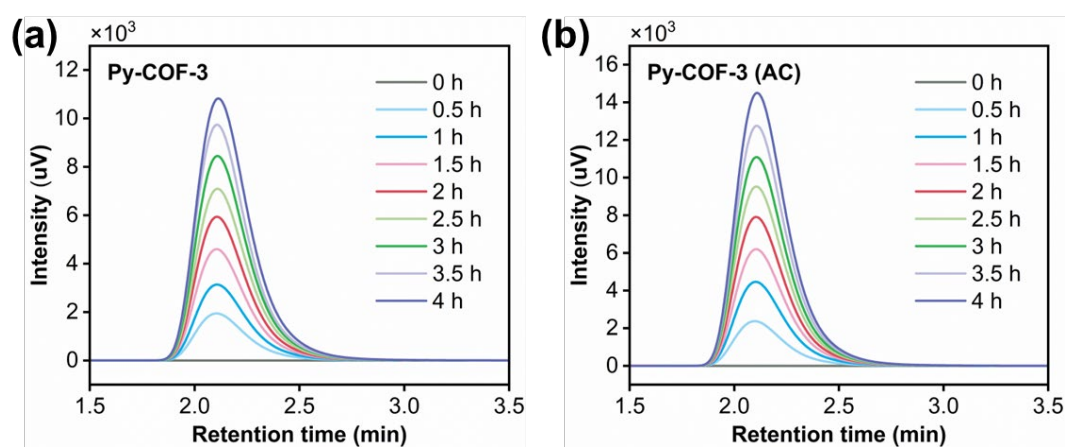 (a)
×10³
Py-COF-3
12
10
8
6
4
2
0
Intensity (uV)
0 h
0.5 h
1 h
1.5 h
2 h
2.5 h
3 h
3.5 h
4 h
1.5 2.0 2.5 3.0 3.5
Retention time (min)
(b)
×10³
Py-COF-3 (AC)
16
14
12
10
8
6
4
2
0
Intensity (uV)
0 h
0.5 h
1 h
1.5 h
2 h
2.5 h
3 h
3.5 h
4 h
1.5 2.0 2.5 3.0 3.5
Retention time (min)